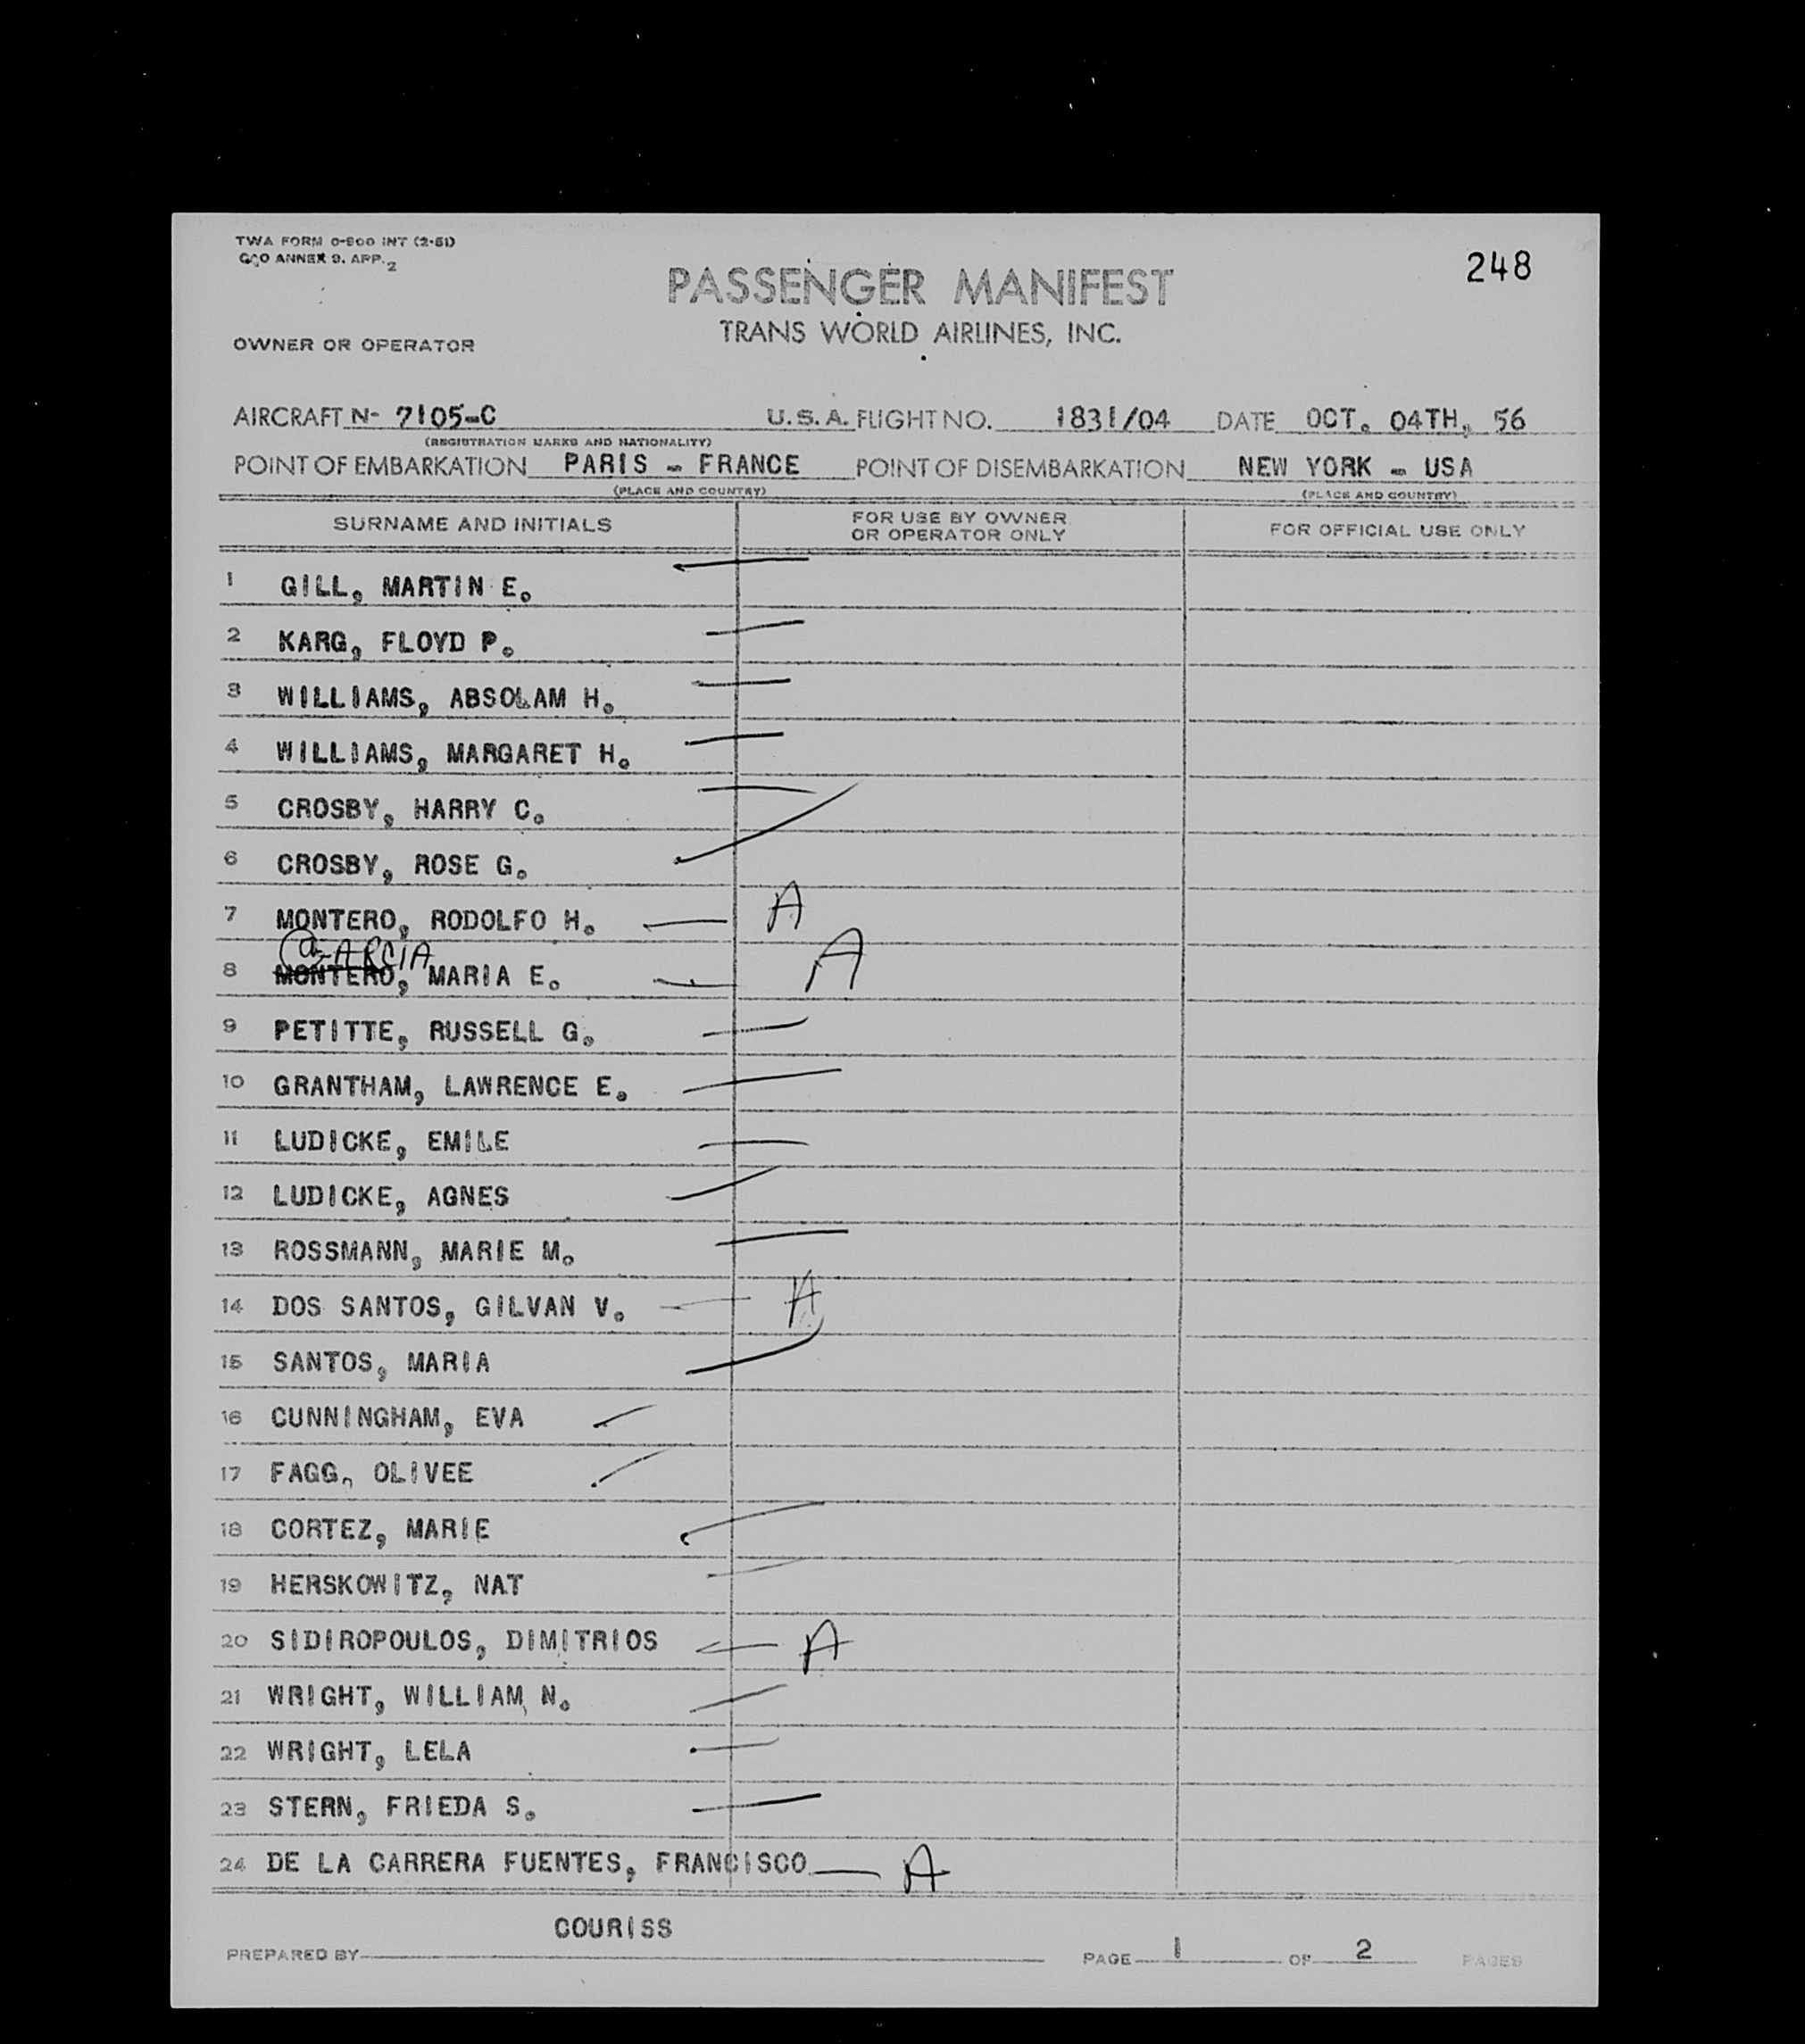 TWA FORM 0-800 INT (2-51)
ANNEX 9. APP. 2
248
PASSENGER MANIFEST
TRANS WORLD AIRLINES, INC.
OWNER OR OPERATOR
AIRCRAFT N- 7105-C U.S.A. FLIGHT NO. 1831/04 DATE OCT. 04TH, 56
(REGISTRATION MARKS AND NATIONALITY)
POINT OF EMBARKATION PARIS - FRANCE POINT OF DISEMBARKATION NEW YORK - USA
(PLACE AND COUNTRY) (PLACE AND COUNTRY)
SURNAME AND INITIALS FOR USE BY OWNER OR OPERATOR ONLY FOR OFFICIAL USE ONLY
1 GILL, MARTIN E.
2 KARG, FLOYD P.
3 WILLIAMS, ABSOLAM H.
4 WILLIAMS, MARGARET H.
5 CROSBY, HARRY C.
6 CROSBY, ROSE G.
7 MONTERO, RODOLFO H. A
GARCIA
8 MONTERO, MARIA E. A
9 PETITTE, RUSSELL G.
10 GRANTHAM, LAWRENCE E.
11 LUDICKE, EMILE
12 LUDICKE, AGNES
13 ROSSMANN, MARIE M.
14 DOS SANTOS, GILVAN V. A
15 SANTOS, MARIA
16 CUNNINGHAM, EVA
17 FAGG, OLIVEE
18 CORTEZ, MARIE
19 HERSKOWITZ, NAT
20 SIDIROPOULOS, DIMITRIOS A
21 WRIGHT, WILLIAM N.
22 WRIGHT, LELA
23 STERN, FRIEDA S.
24 DE LA CARRERA FUENTES, FRANCISCO A
COURISS
PREPARED BY PAGE 1 OF 2 PAGES